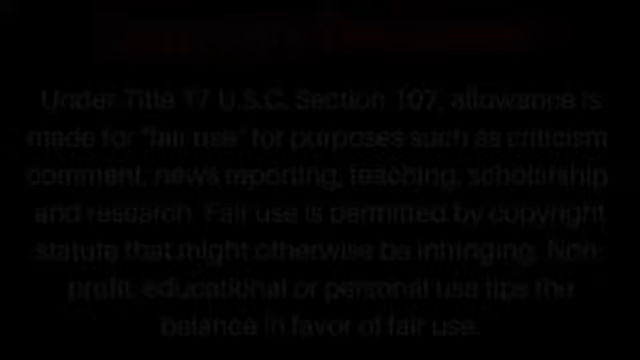 Under Title 17 U.S.C. Section 107, allowance is
made for "fair use" for purposes such as criticism
comment, news reporting, teaching, scholarship
and research. Fair use is permitted by copyright
statute that might otherwise be infringing. Non-
profit, educational or personal use tips the
balance in favor of fair use.